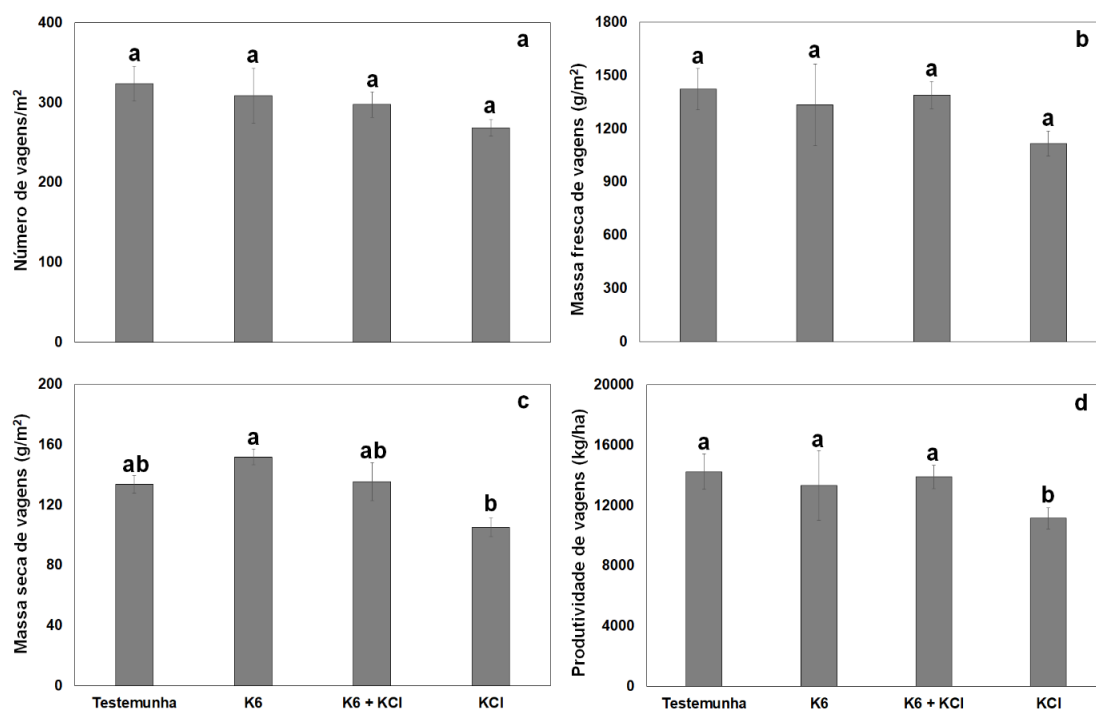 Número de vagens/m²
400
300
200
100
0
a
a
a
a
a
Massa fresca de vagens (g/m²)
1800
1500
1200
900
600
300
0
b
a
a
a
a
Massa seca de vagens (g/m²)
200
160
120
80
40
0
c
ab
a
ab
b
Testemunha
K6
K6 + KCl
KCl
Produtividade de vagens (kg/ha)
20000
16000
12000
8000
4000
0
d
a
a
a
b
Testemunha
K6
K6 + KCl
KCl